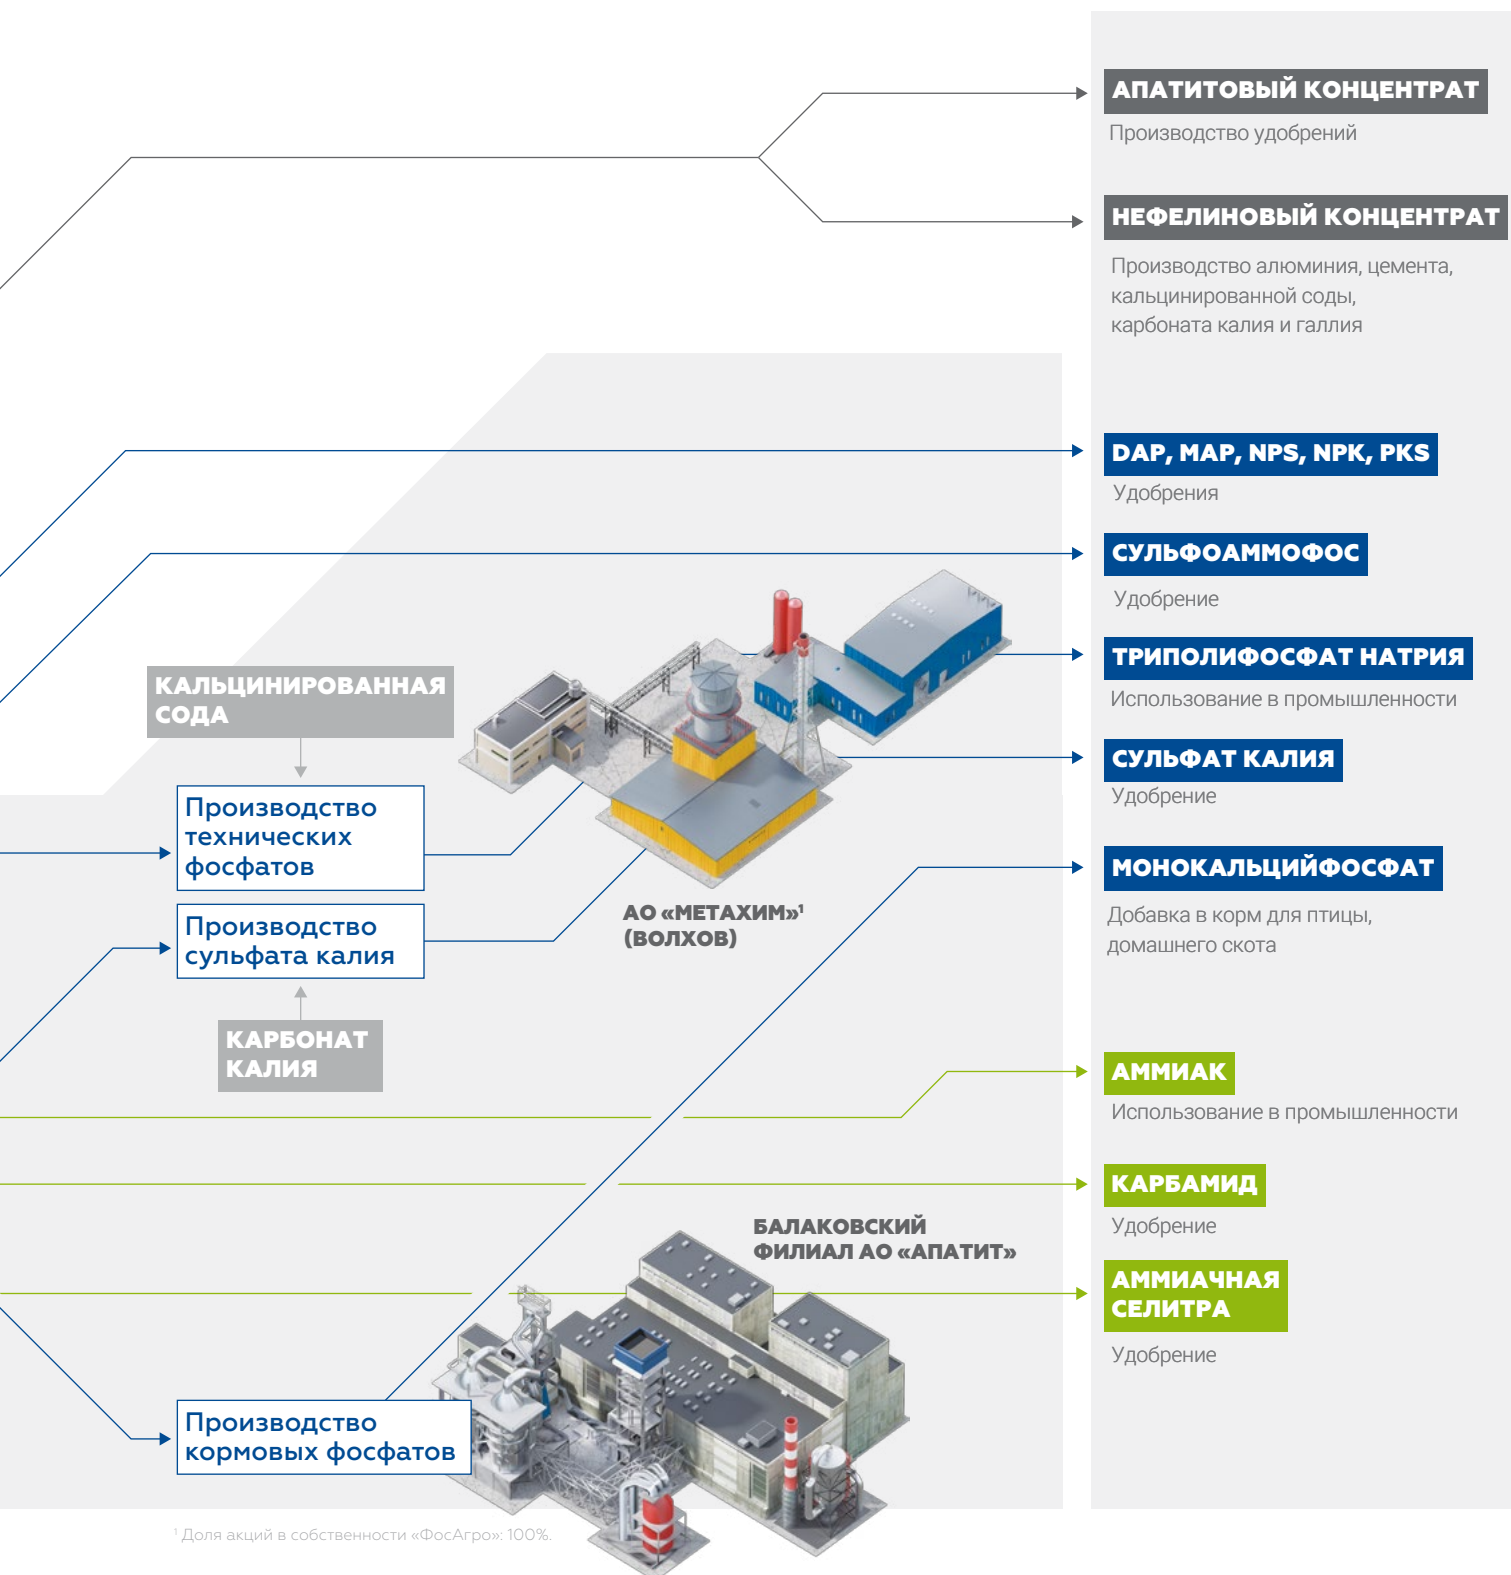 АПАТИТОВЫЙ КОНЦЕНТРАТ
Производство удобрений
НЕФЕЛИНОВЫЙ КОНЦЕНТРАТ
Производство алюминия, цемента,
кальцинированной соды,
карбоната калия и галлия
DAP, MAP, NPS, NPK, PKS
Удобрения
СУЛЬФОАММОФОС
Удобрение
ТРИПОЛИФОСФАТ НАТРИЯ
Использование в промышленности
СУЛЬФАТ КАЛИЯ
Удобрение
МОНОКАЛЬЦИЙФОСФАТ
Добавка в корм для птицы,
домашнего скота
АММИАК
Использование в промышленности
КАРБАМИД
Удобрение
АММИАЧНАЯ
СЕЛИТРА
Удобрение
КАЛЬЦИНИРОВАННАЯ
СОДА
Производство
технических
фосфатов
Производство
сульфата калия
КАРБОНАТ
КАЛИЯ
АО «МЕТАХИМ»¹
(ВОЛХОВ)
БАЛАКОВСКИЙ
ФИЛИАЛ АО «АПАТИТ»
Производство
кормовых фосфатов
¹ Доля акций в собственности «ФосАгро»: 100%.